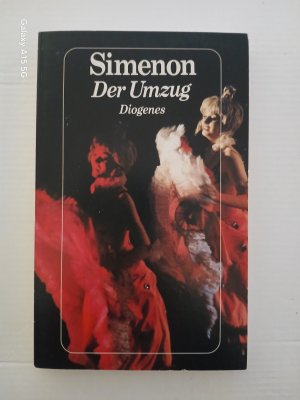 Galaxy A15 5G
Simenon
Der Umzug
Diogenes